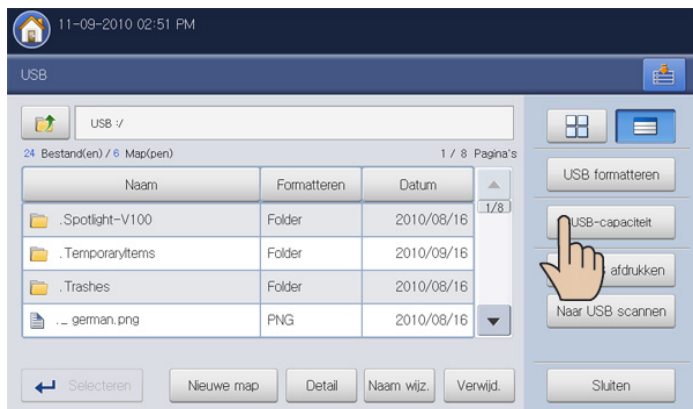 11-09-2010 02:51 PM
USB
USB :/
24 Bestand(en) / 6 Map(pen)
1 / 8 Pagina's
Naam Formatteren Datum
1/8
.Spotlight-V100 Folder 2010/08/16
.TemporaryItems Folder 2010/09/16
.Trashes Folder 2010/08/16
._ german.png PNG 2010/08/16
Selecteren Nieuwe map Detail Naam wijz. Verwijd.
USB formatteren
USB-capaciteit
afdrukken
Naar USB scannen
Sluiten